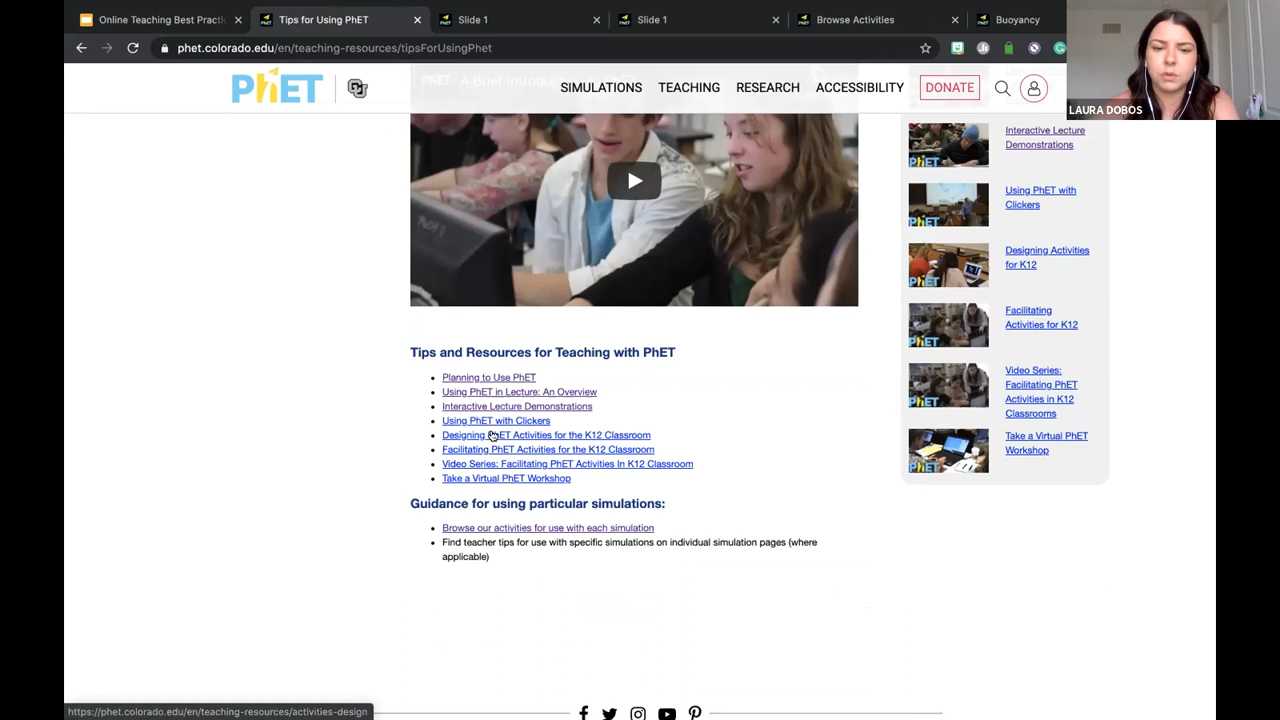 Online Teaching Best Practic
Tips for Using PhET
Slide 1
Slide 1
Browse Activities
Buoyancy
phet.colorado.edu/en/teaching-resources/tipsForUsingPhet
PhET
SIMULATIONS
TEACHING
RESEARCH
ACCESSIBILITY
DONATE
LAURA DOBOS
Interactive Lecture
Demonstrations
Using PhET with
Clickers
Designing Activities
for K12
Facilitating
Activities for K12
Video Series:
Facilitating PhET
Activities in K12
Classrooms
Take a Virtual PhET
Workshop
Tips and Resources for Teaching with PhET
Planning to Use PhET
Using PhET in Lecture: An Overview
Interactive Lecture Demonstrations
Using PhET with Clickers
Designing PhET Activities for the K12 Classroom
Facilitating PhET Activities for the K12 Classroom
Video Series: Facilitating PhET Activities In K12 Classroom
Take a Virtual PhET Workshop
Guidance for using particular simulations:
Browse our activities for use with each simulation
Find teacher tips for use with specific simulations on individual simulation pages (where
applicable)
https://phet.colorado.edu/en/teaching-resources/activities-design